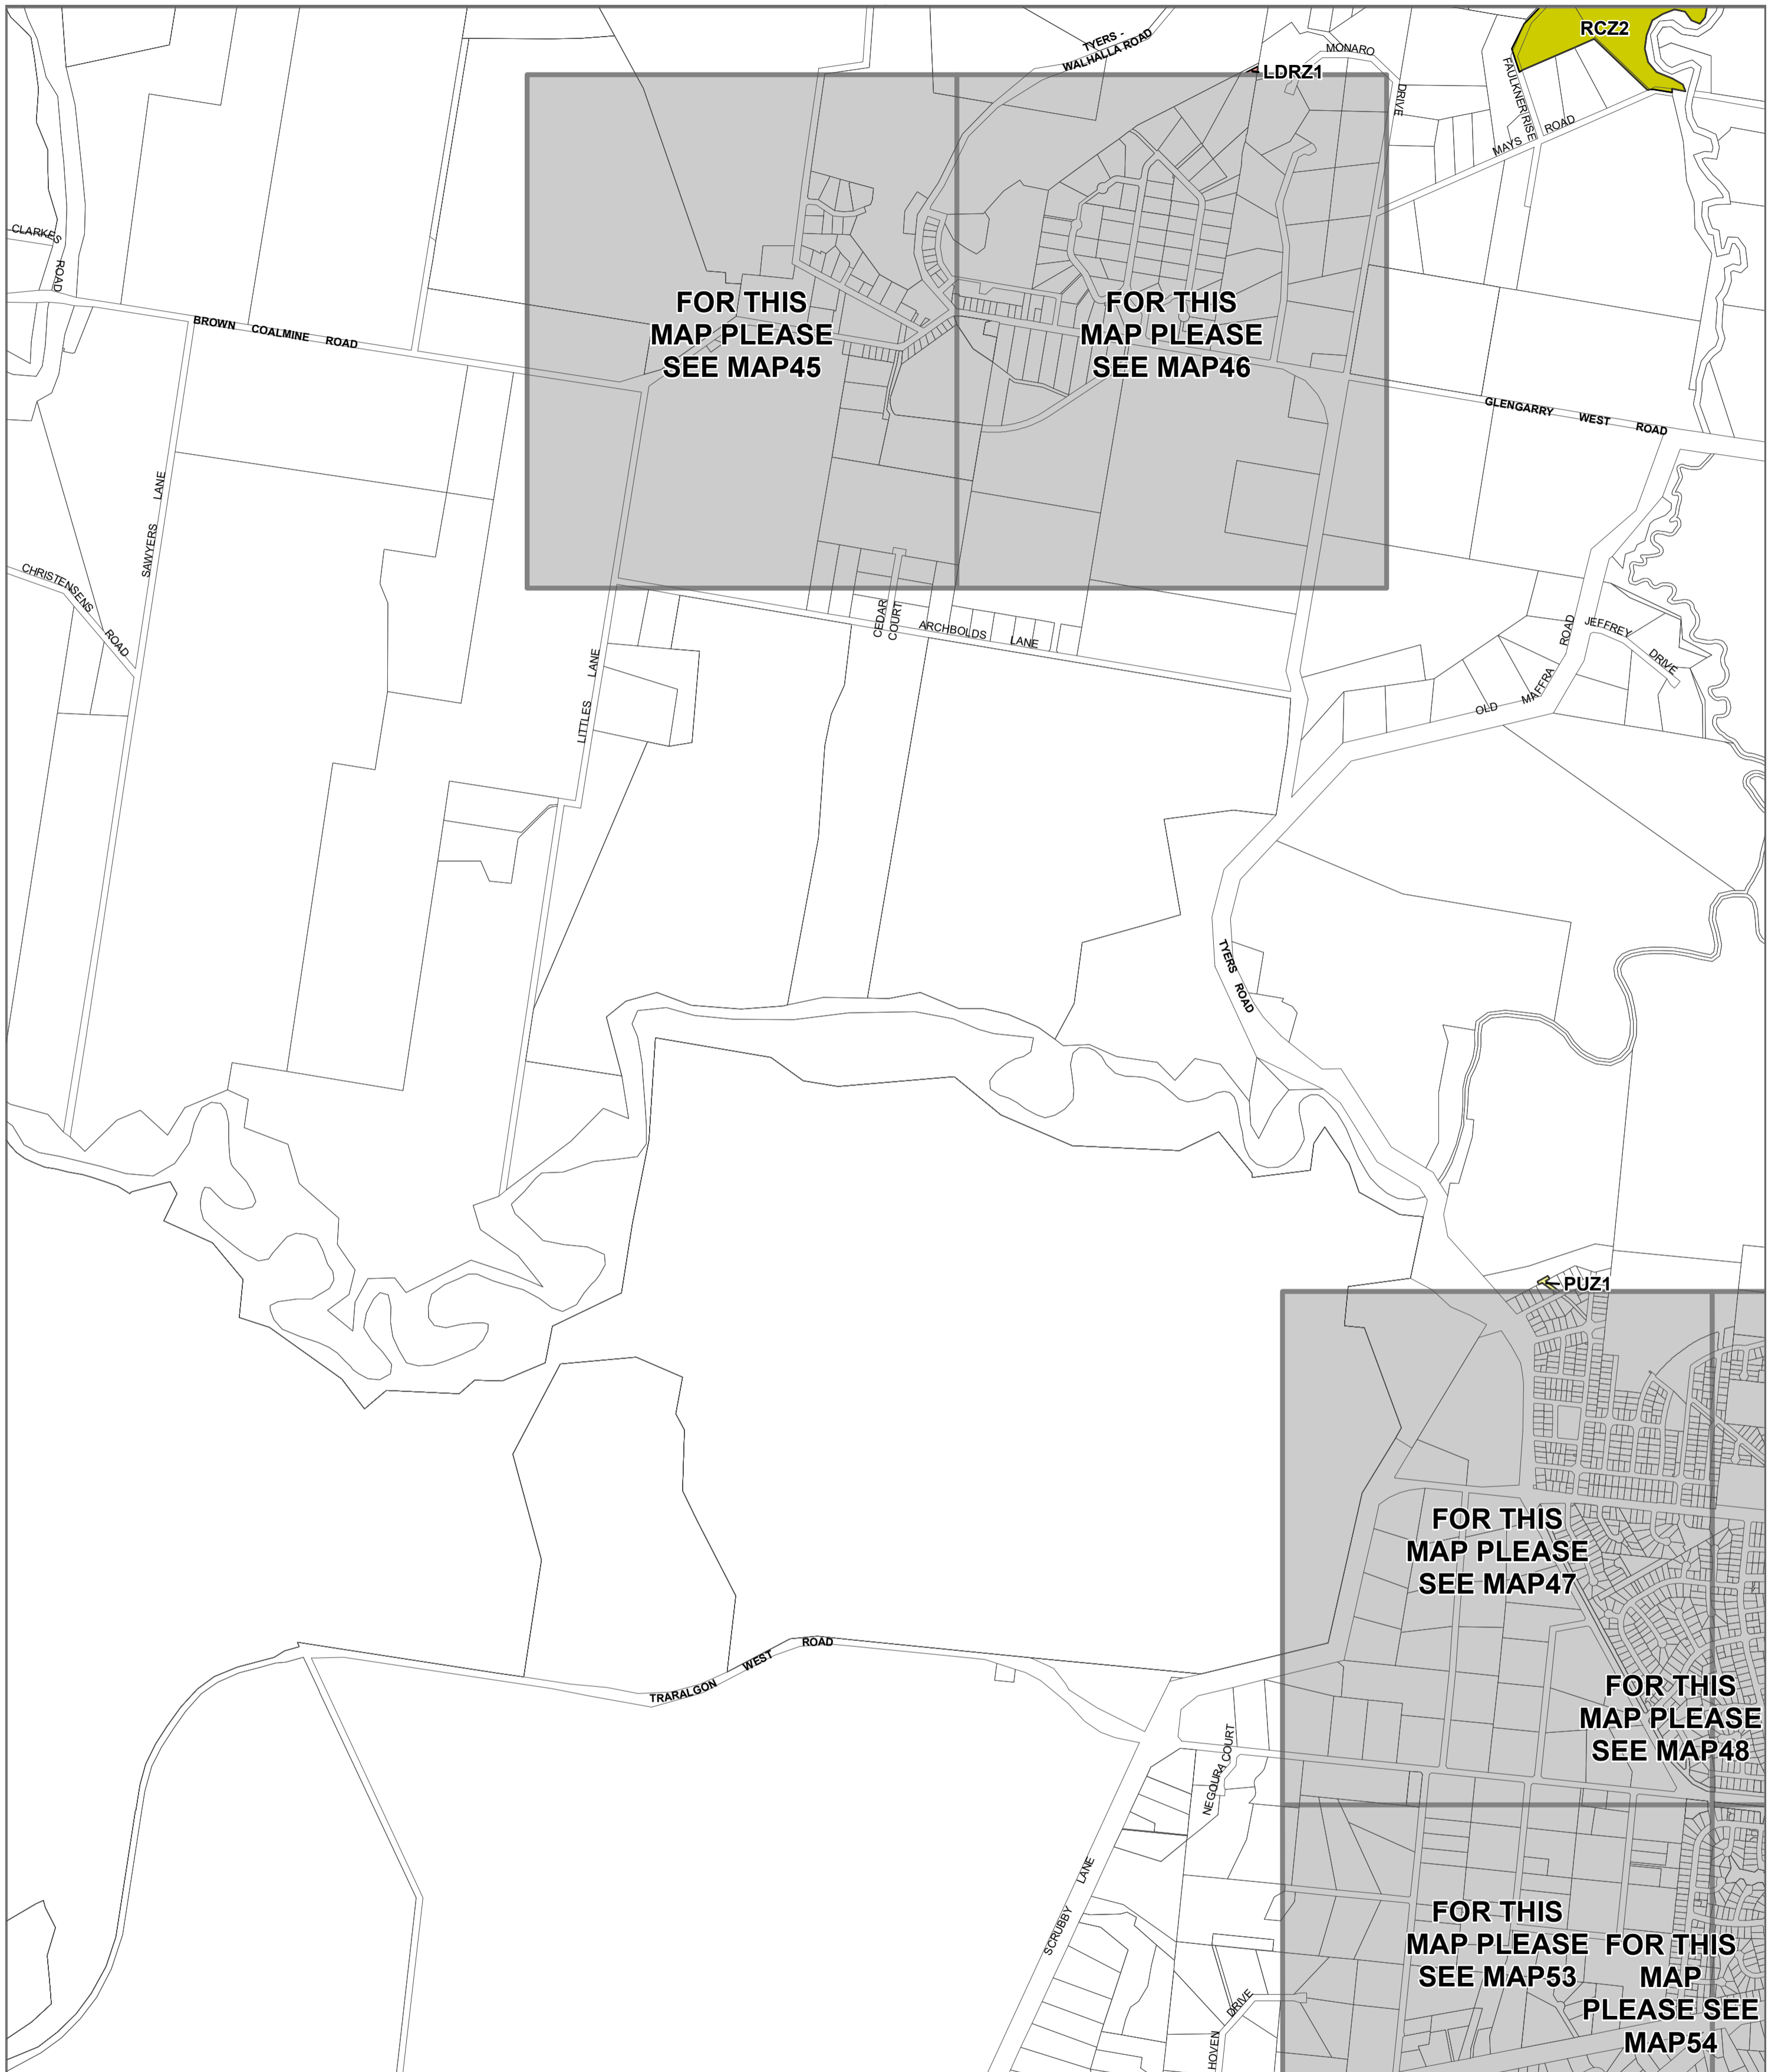 TYERS -
WALHALLA ROAD
MONARO
DRIVE
LDRZ1
RCZ2
FAULKNER RISE
MAYS ROAD
CLARKES
ROAD
BROWN COALMINE ROAD
FOR THIS
MAP PLEASE
SEE MAP45
FOR THIS
MAP PLEASE
SEE MAP46
GLENGARRY WEST ROAD
SAWYERS LANE
CHRISTENSENS
ROAD
CEDAR
COURT
ARCHBOLDS LANE
LITTLES LANE
OLD MAFFRA ROAD
JEFFREY
DRIVE
TYERS ROAD
PUZ1
FOR THIS
MAP PLEASE
SEE MAP47
TRARALGON WEST ROAD
FOR THIS
MAP PLEASE
SEE MAP48
NEGOURA COURT
SCRUBBY LANE
FOR THIS
MAP PLEASE
SEE MAP53
FOR THIS
MAP
PLEASE SEE
MAP54
HOVEN DRIVE